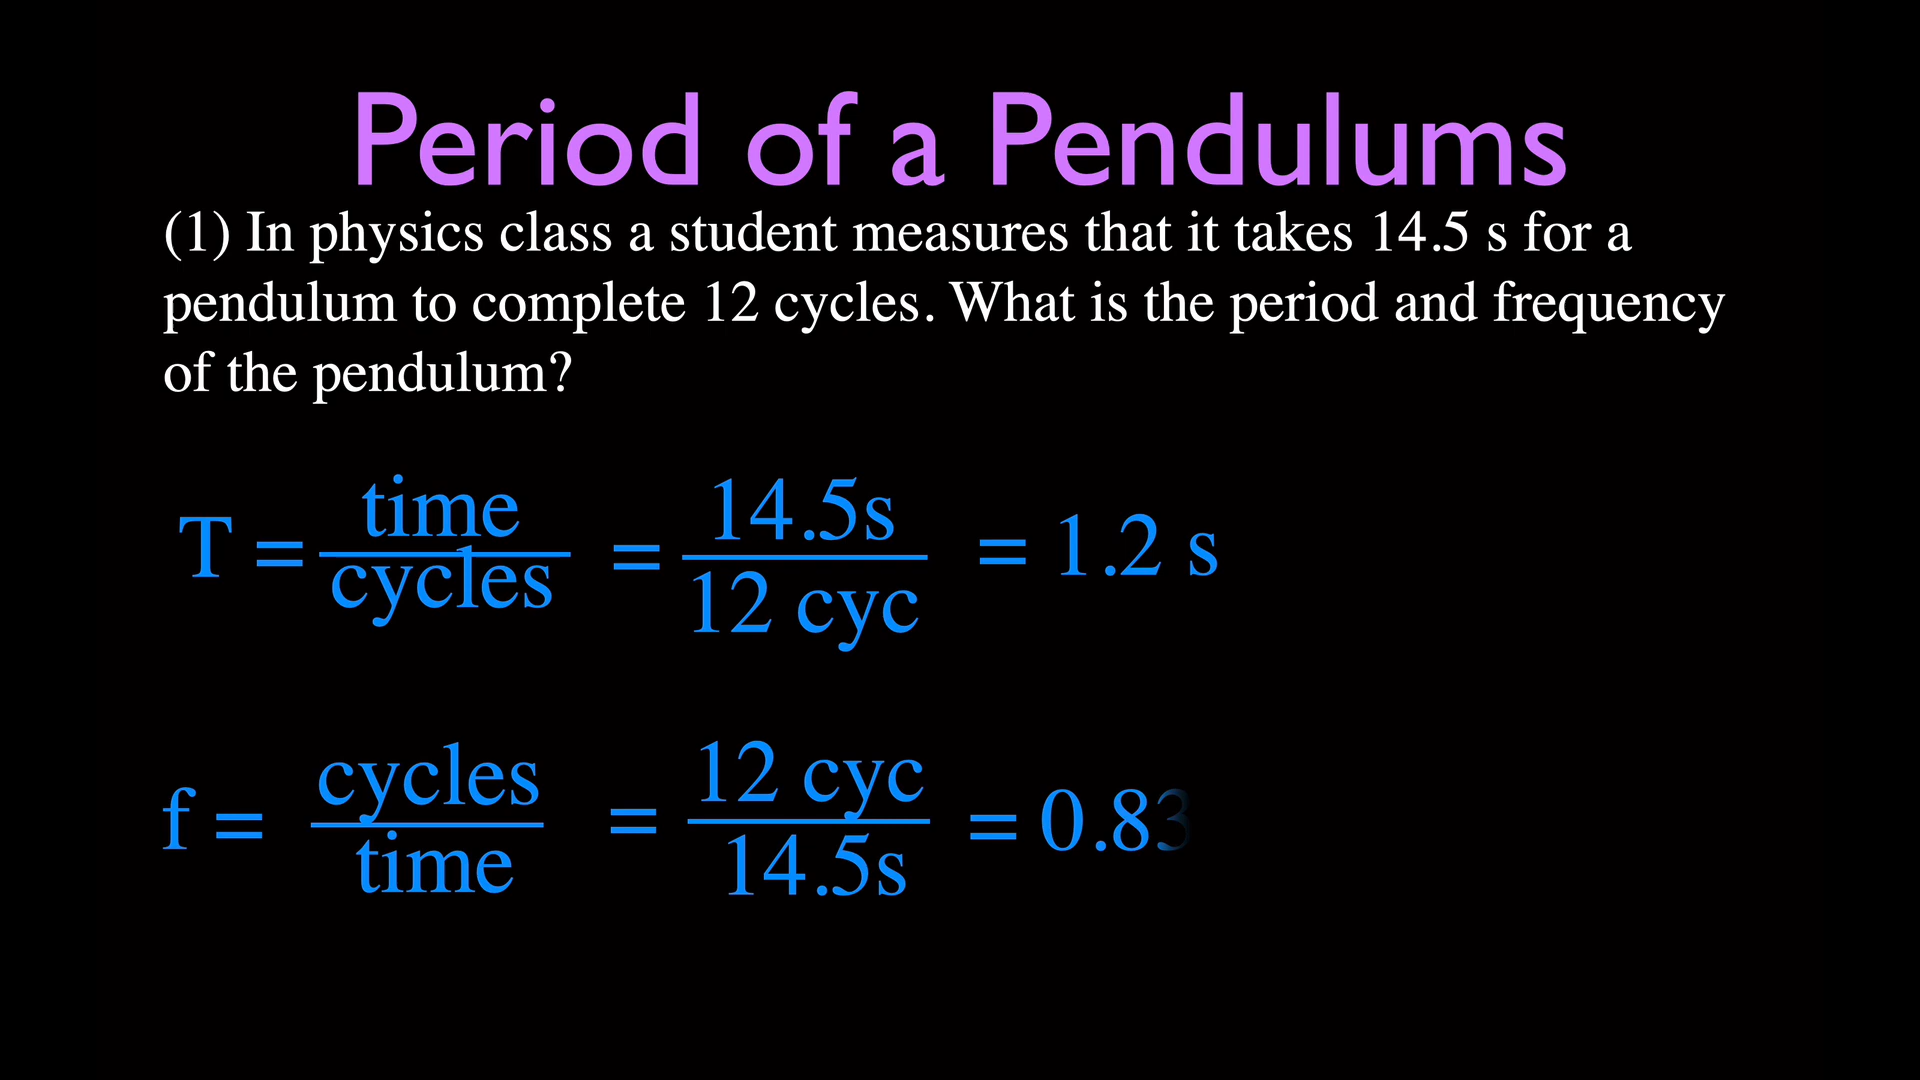 Period of a Pendulums
(1) In physics class a student measures that it takes 14.5 s for a
pendulum to complete 12 cycles. What is the period and frequency
of the pendulum?
T = time/cycles = 14.5s/12 cyc = 1.2 s
f = cycles/time = 12 cyc/14.5s = 0.83